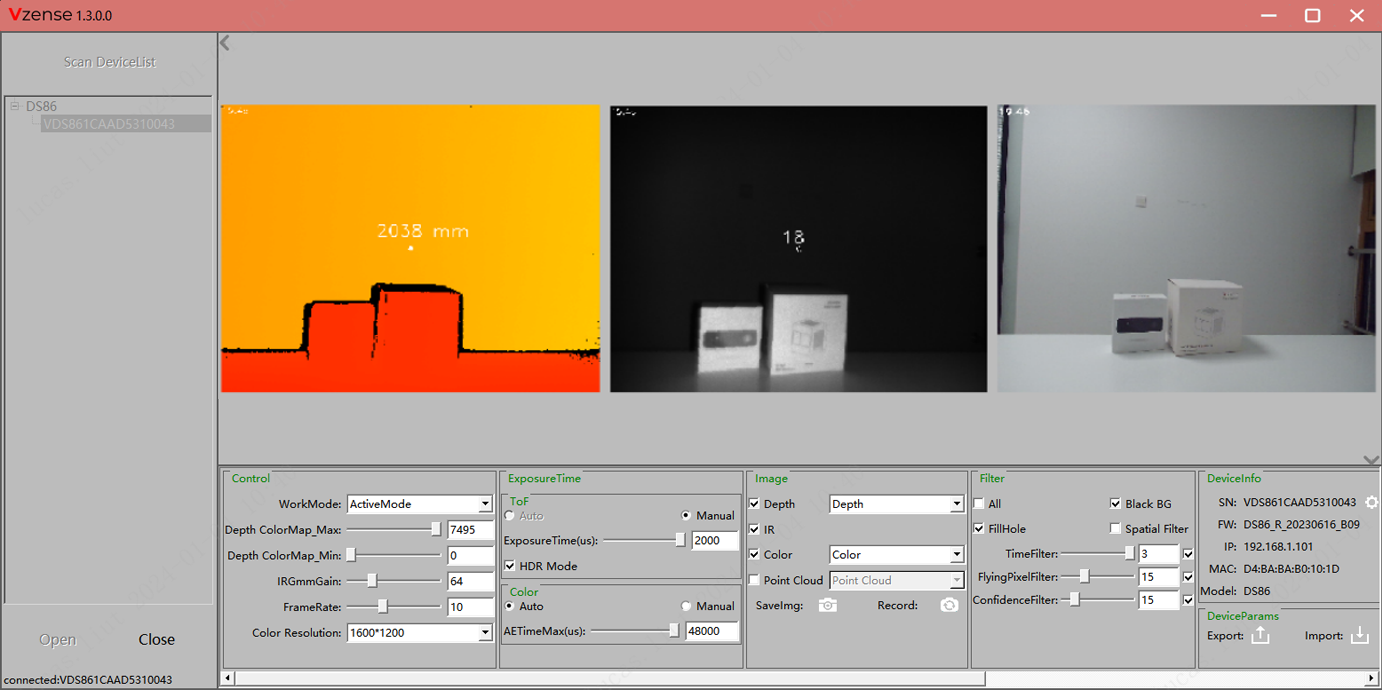 Vzense 1.3.0.0
Scan DeviceList
DS86
VDS861CAAD5310043
2038 mm
18
Control
WorkMode: ActiveMode
Depth ColorMap_Max: 7495
Depth ColorMap_Min: 0
IRGmmGain: 64
FrameRate: 10
Color Resolution: 1600*1200
ExposureTime
ToF
Auto Manual
ExposureTime(us): 2000
HDR Mode
Color
Auto Manual
AETimeMax(us): 48000
Image
Depth Depth
IR
Color Color
Point Cloud Point Cloud
SaveImg: Record:
Filter
All Black BG
FillHole Spatial Filter
TimeFilter: 3
FlyingPixelFilter: 15
ConfidenceFilter: 15
DeviceInfo
SN: VDS861CAAD5310043
FW: DS86_R_20230616_B09
IP: 192.168.1.101
MAC: D4:BA:BA:B0:10:1D
Model: DS86
DeviceParams
Export: Import:
Open Close
connected:VDS861CAAD5310043